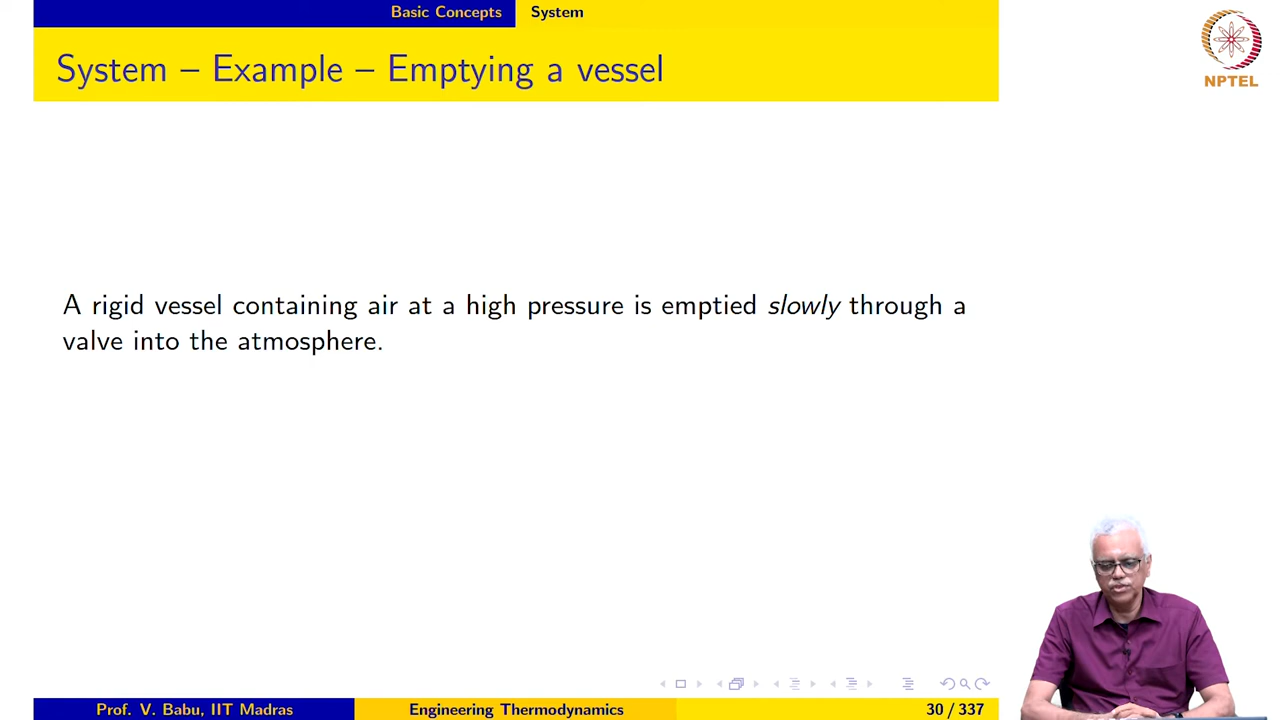 Basic Concepts System
System – Example – Emptying a vessel
NPTEL
A rigid vessel containing air at a high pressure is emptied slowly through a
valve into the atmosphere.
Prof. V. Babu, IIT Madras Engineering Thermodynamics 30 / 337